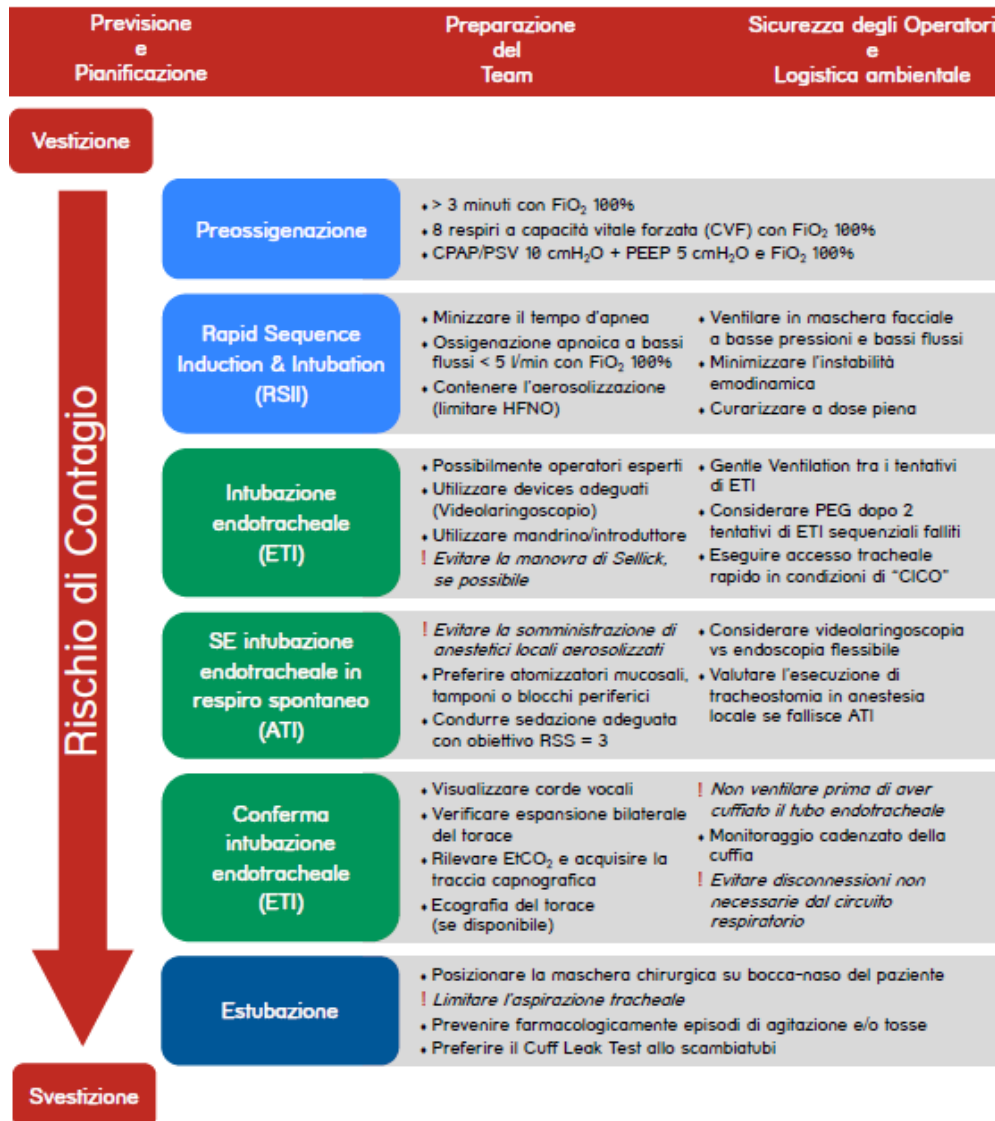 Previsione
e
Pianificazione
Preparazione
del
Team
Sicurezza degli Operatori
e
Logistica ambientale
Vestizione
Rischio di Contagio
Preossigenazione
• > 3 minuti con FiO₂ 100%
• 8 respiri a capacità vitale forzata (CVF) con FiO₂ 100%
• CPAP/PSV 10 cmH₂O + PEEP 5 cmH₂O e FiO₂ 100%
Rapid Sequence
Induction & Intubation
(RSII)
• Minizzare il tempo d'apnea
• Ossigenazione apnoica a bassi
flussi < 5 l/min con FiO₂ 100%
• Contenere l'aerosolizzazione
(limitare HFNO)
• Ventilare in maschera facciale
a basse pressioni e bassi flussi
• Minimizzare l'instabilità
emodinamica
• Curarizzare a dose piena
Intubazione
endotracheale
(ETI)
• Possibilmente operatori esperti
• Utilizzare devices adeguati
(Videolaringoscopio)
• Utilizzare mandrino/introduttore
! Evitare la manovra di Sellick,
se possibile
• Gentle Ventilation tra i tentativi
di ETI
• Considerare PEG dopo 2
tentativi di ETI sequenziali falliti
• Eseguire accesso tracheale
rapido in condizioni di "CICO"
SE intubazione
endotracheale in
respiro spontaneo
(ATI)
! Evitare la somministrazione di
anestetici locali aerosolizzati
• Preferire atomizzatori mucosali,
tamponi o blocchi periferici
• Condurre sedazione adeguata
con obiettivo RSS = 3
• Considerare videolaringoscopia
vs endoscopia flessibile
• Valutare l'esecuzione di
tracheostomia in anestesia
locale se fallisce ATI
Conferma
intubazione
endotracheale
(ETI)
• Visualizzare corde vocali
• Verificare espansione bilaterale
del torace
• Rilevare EtCO₂ e acquisire la
traccia capnografica
• Ecografia del torace
(se disponibile)
! Non ventilare prima di aver
cuffiato il tubo endotracheale
• Monitoraggio cadenzato della
cuffia
! Evitare disconnessioni non
necessarie dal circuito
respiratorio
Estubazione
• Posizionare la maschera chirurgica su bocca-naso del paziente
! Limitare l'aspirazione tracheale
• Prevenire farmacologicamente episodi di agitazione e/o tosse
• Preferire il Cuff Leak Test allo scambiatubi
Svestizione